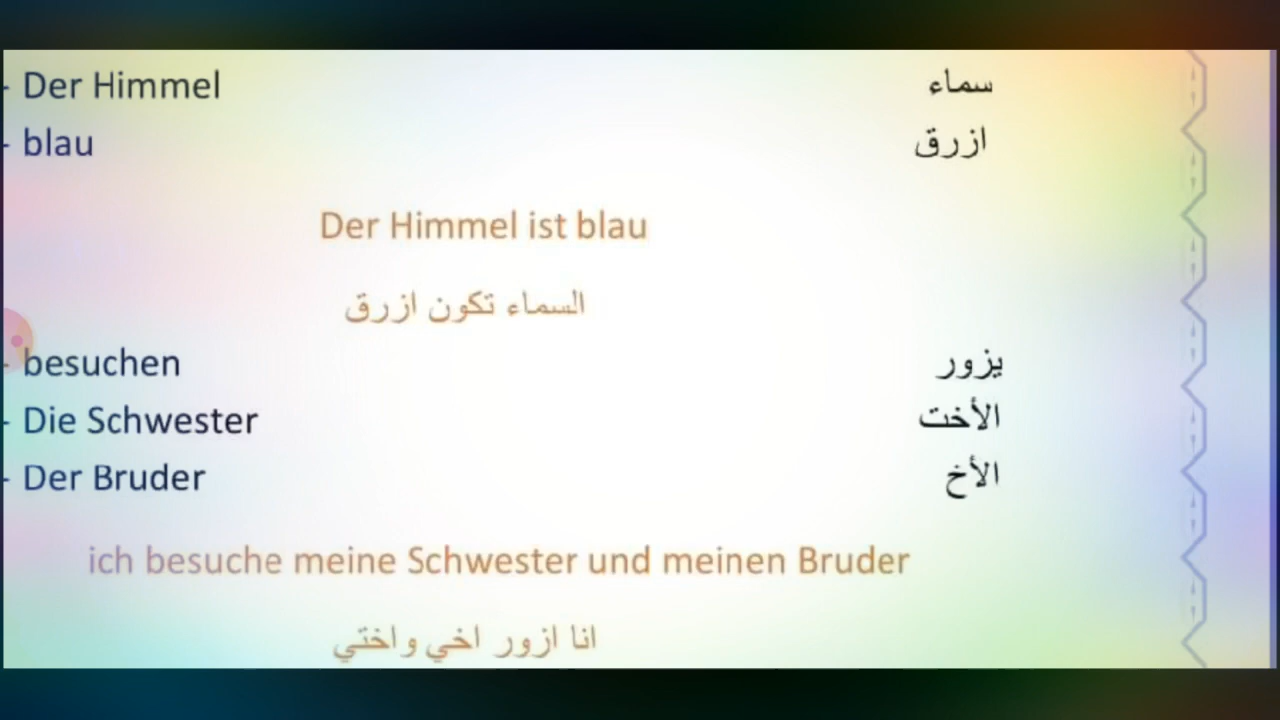 - Der Himmel سماء
- blau ازرق
Der Himmel ist blau
السماء تكون ازرق
- besuchen يزور
- Die Schwester الأخت
- Der Bruder الأخ
ich besuche meine Schwester und meinen Bruder
انا ازور اخي واختي